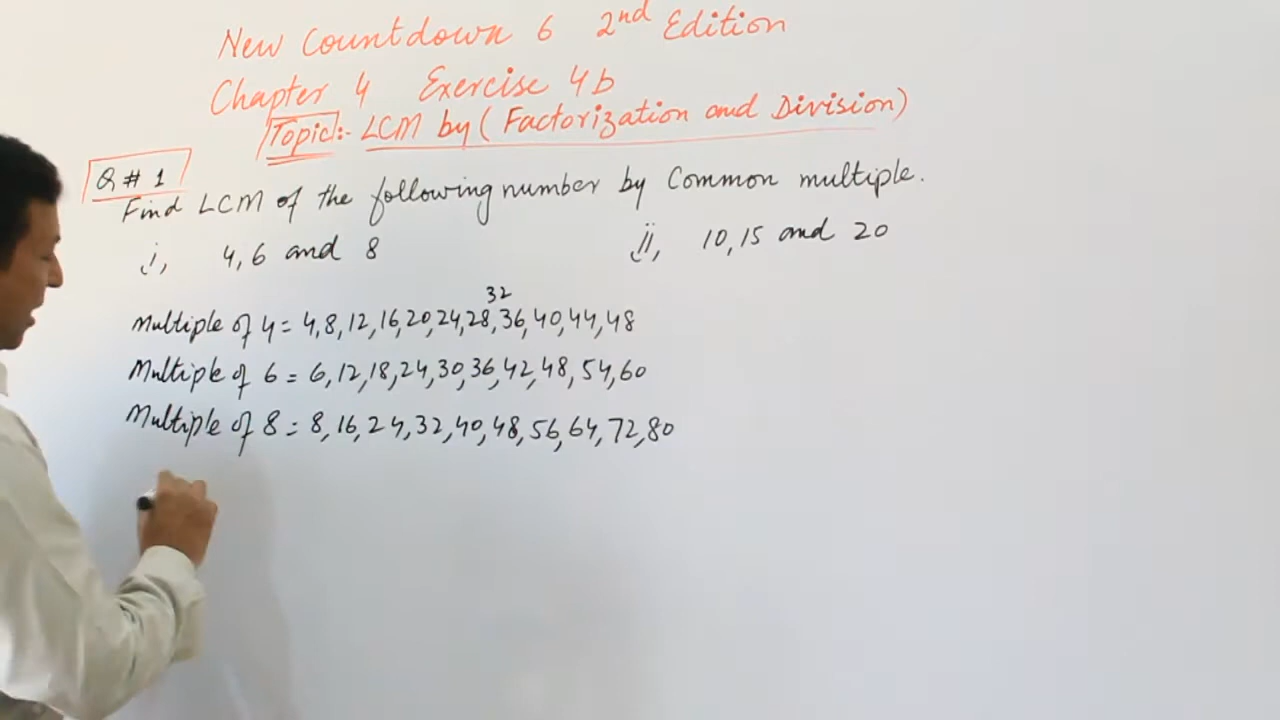 New Countdown 6 2nd Edition
Chapter 4 Exercise 4b
Topic:- LCM by (Factorization and Division)
Q # 1
Find LCM of the following number by Common multiple.
i, 4,6 and 8
ii, 10,15 and 20
32
Multiple of 4 = 4,8,12,16,20,24,28,36,40,44,48
Multiple of 6 = 6,12,18,24,30,36,42,48,54,60
Multiple of 8 = 8,16,24,32,40,48,56,64,72,80